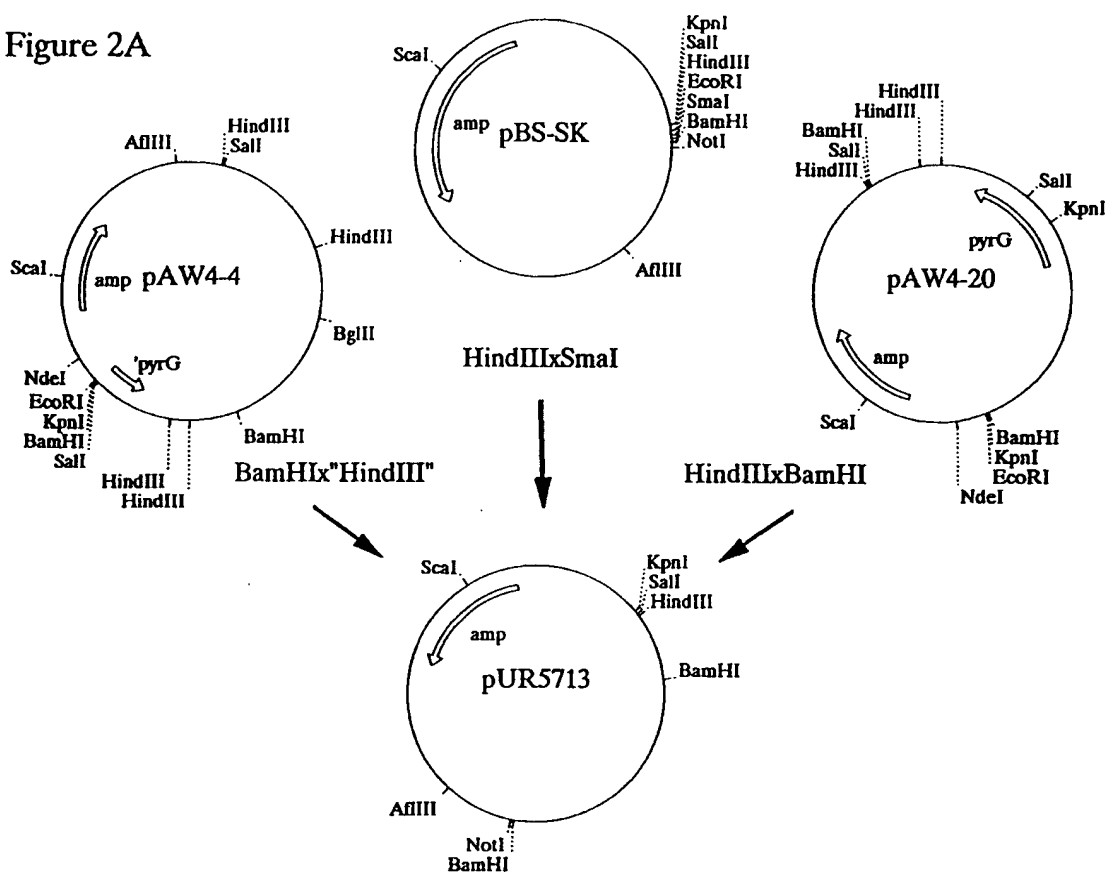 Figure 2A
ScaI
amp
pBS-SK
KpnI
SalI
HindIII
EcoRI
SmaI
BamHI
NotI
AflIII
AflIII
HindIII
SalI
HindIII
ScaI
amp
pAW4-4
BglII
'pyrG
NdeI
EcoRI
KpnI
BamHI
SalI
HindIII
HindIII
BamHI
HindIII
HindIII
BamHI
SalI
HindIII
SalI
KpnI
pyrG
pAW4-20
amp
ScaI
BamHI
KpnI
EcoRI
NdeI
BamHIx"HindIII"
HindIIIxSmaI
HindIIIxBamHI
ScaI
amp
pUR5713
KpnI
SalI
HindIII
BamHI
AflIII
NotI
BamHI